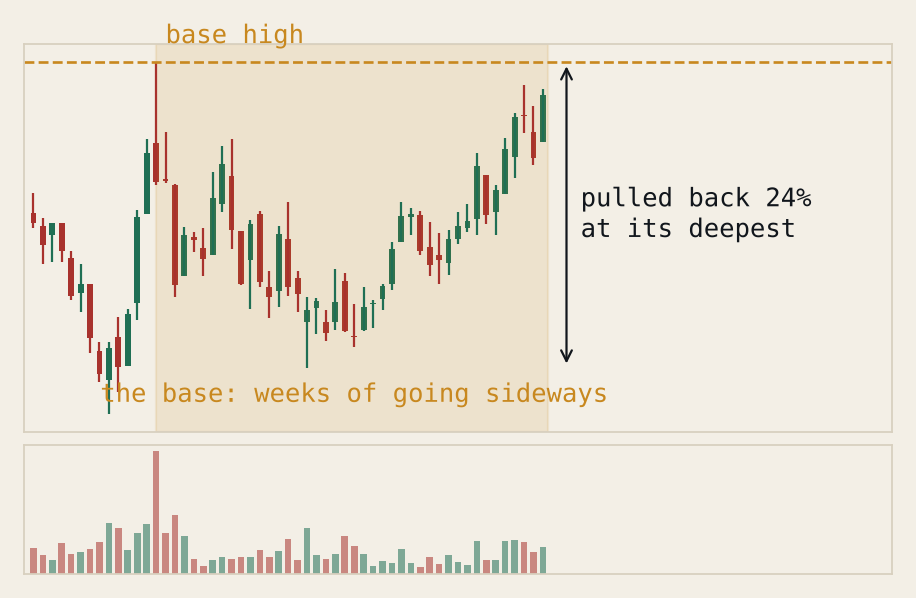 base high
pulled back 24%
at its deepest
the base: weeks of going sideways